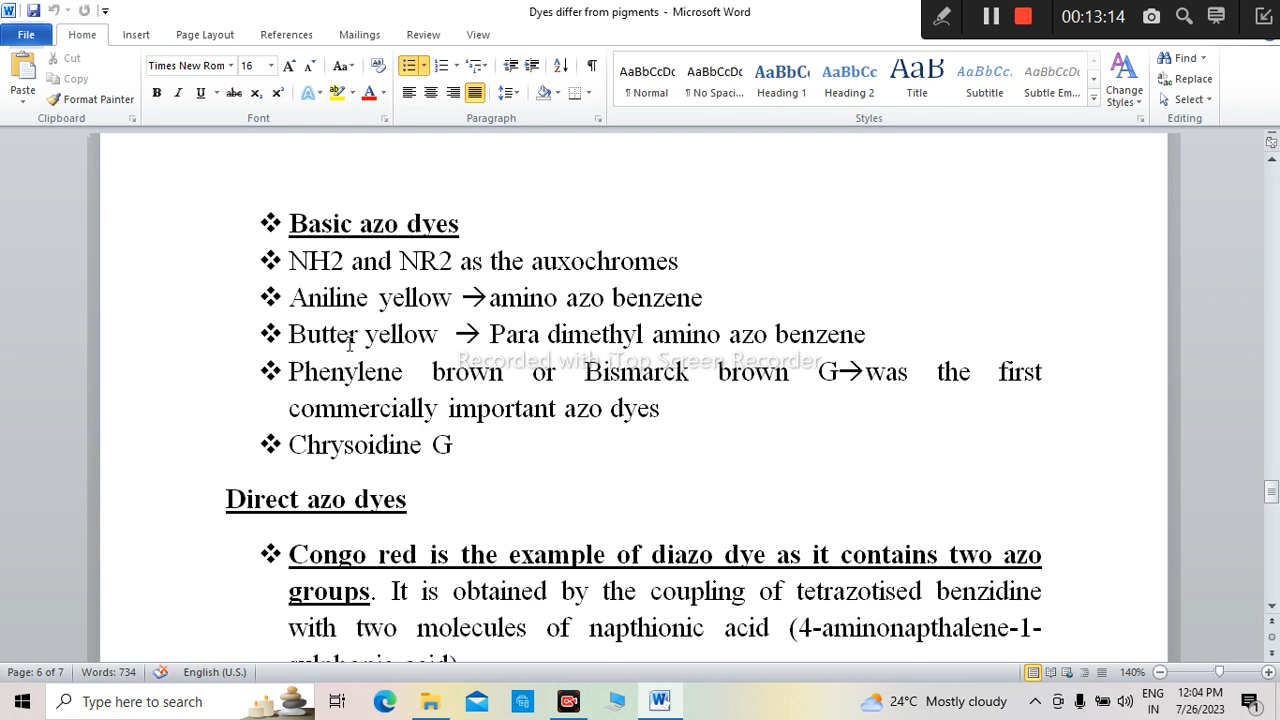 Dyes differ from pigments - Microsoft Word
00:13:14
File Home Insert Page Layout References Mailings Review View
Paste
Cut
Copy
Format Painter
Clipboard
Times New Rom 16
Font
Paragraph
AaBbCcDc AaBbCcDc AaBbCc AaBbCc AaB AaBbCcDc AaBbCcDc
¶ Normal ¶ No Spaci... Heading 1 Heading 2 Title Subtitle Subtle Em...
Change Styles
Styles
Find
Replace
Select
Editing
❖ Basic azo dyes
❖ NH2 and NR2 as the auxochromes
❖ Aniline yellow →amino azo benzene
❖ Butter yellow → Para dimethyl amino azo benzene
Recorded with iTop Screen Recorder
❖ Phenylene brown or Bismarck brown G→was the first
commercially important azo dyes
❖ Chrysoidine G
Direct azo dyes
❖ Congo red is the example of diazo dye as it contains two azo
groups. It is obtained by the coupling of tetrazotised benzidine
with two molecules of napthionic acid (4-aminonapthalene-1-
Page: 6 of 7 Words: 734 English (U.S.) 140%
Type here to search
24°C Mostly cloudy
ENG
IN
12:04 PM
7/26/2023